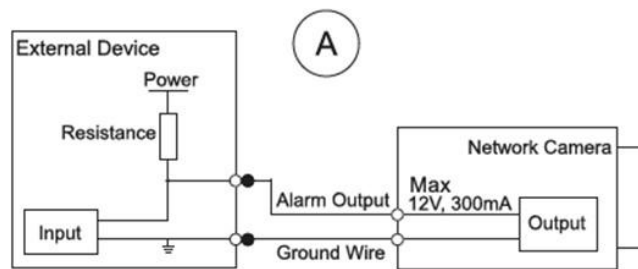 A
External Device
Power
Resistance
Network Camera
Alarm Output
Max
12V, 300mA
Input
Output
Ground Wire